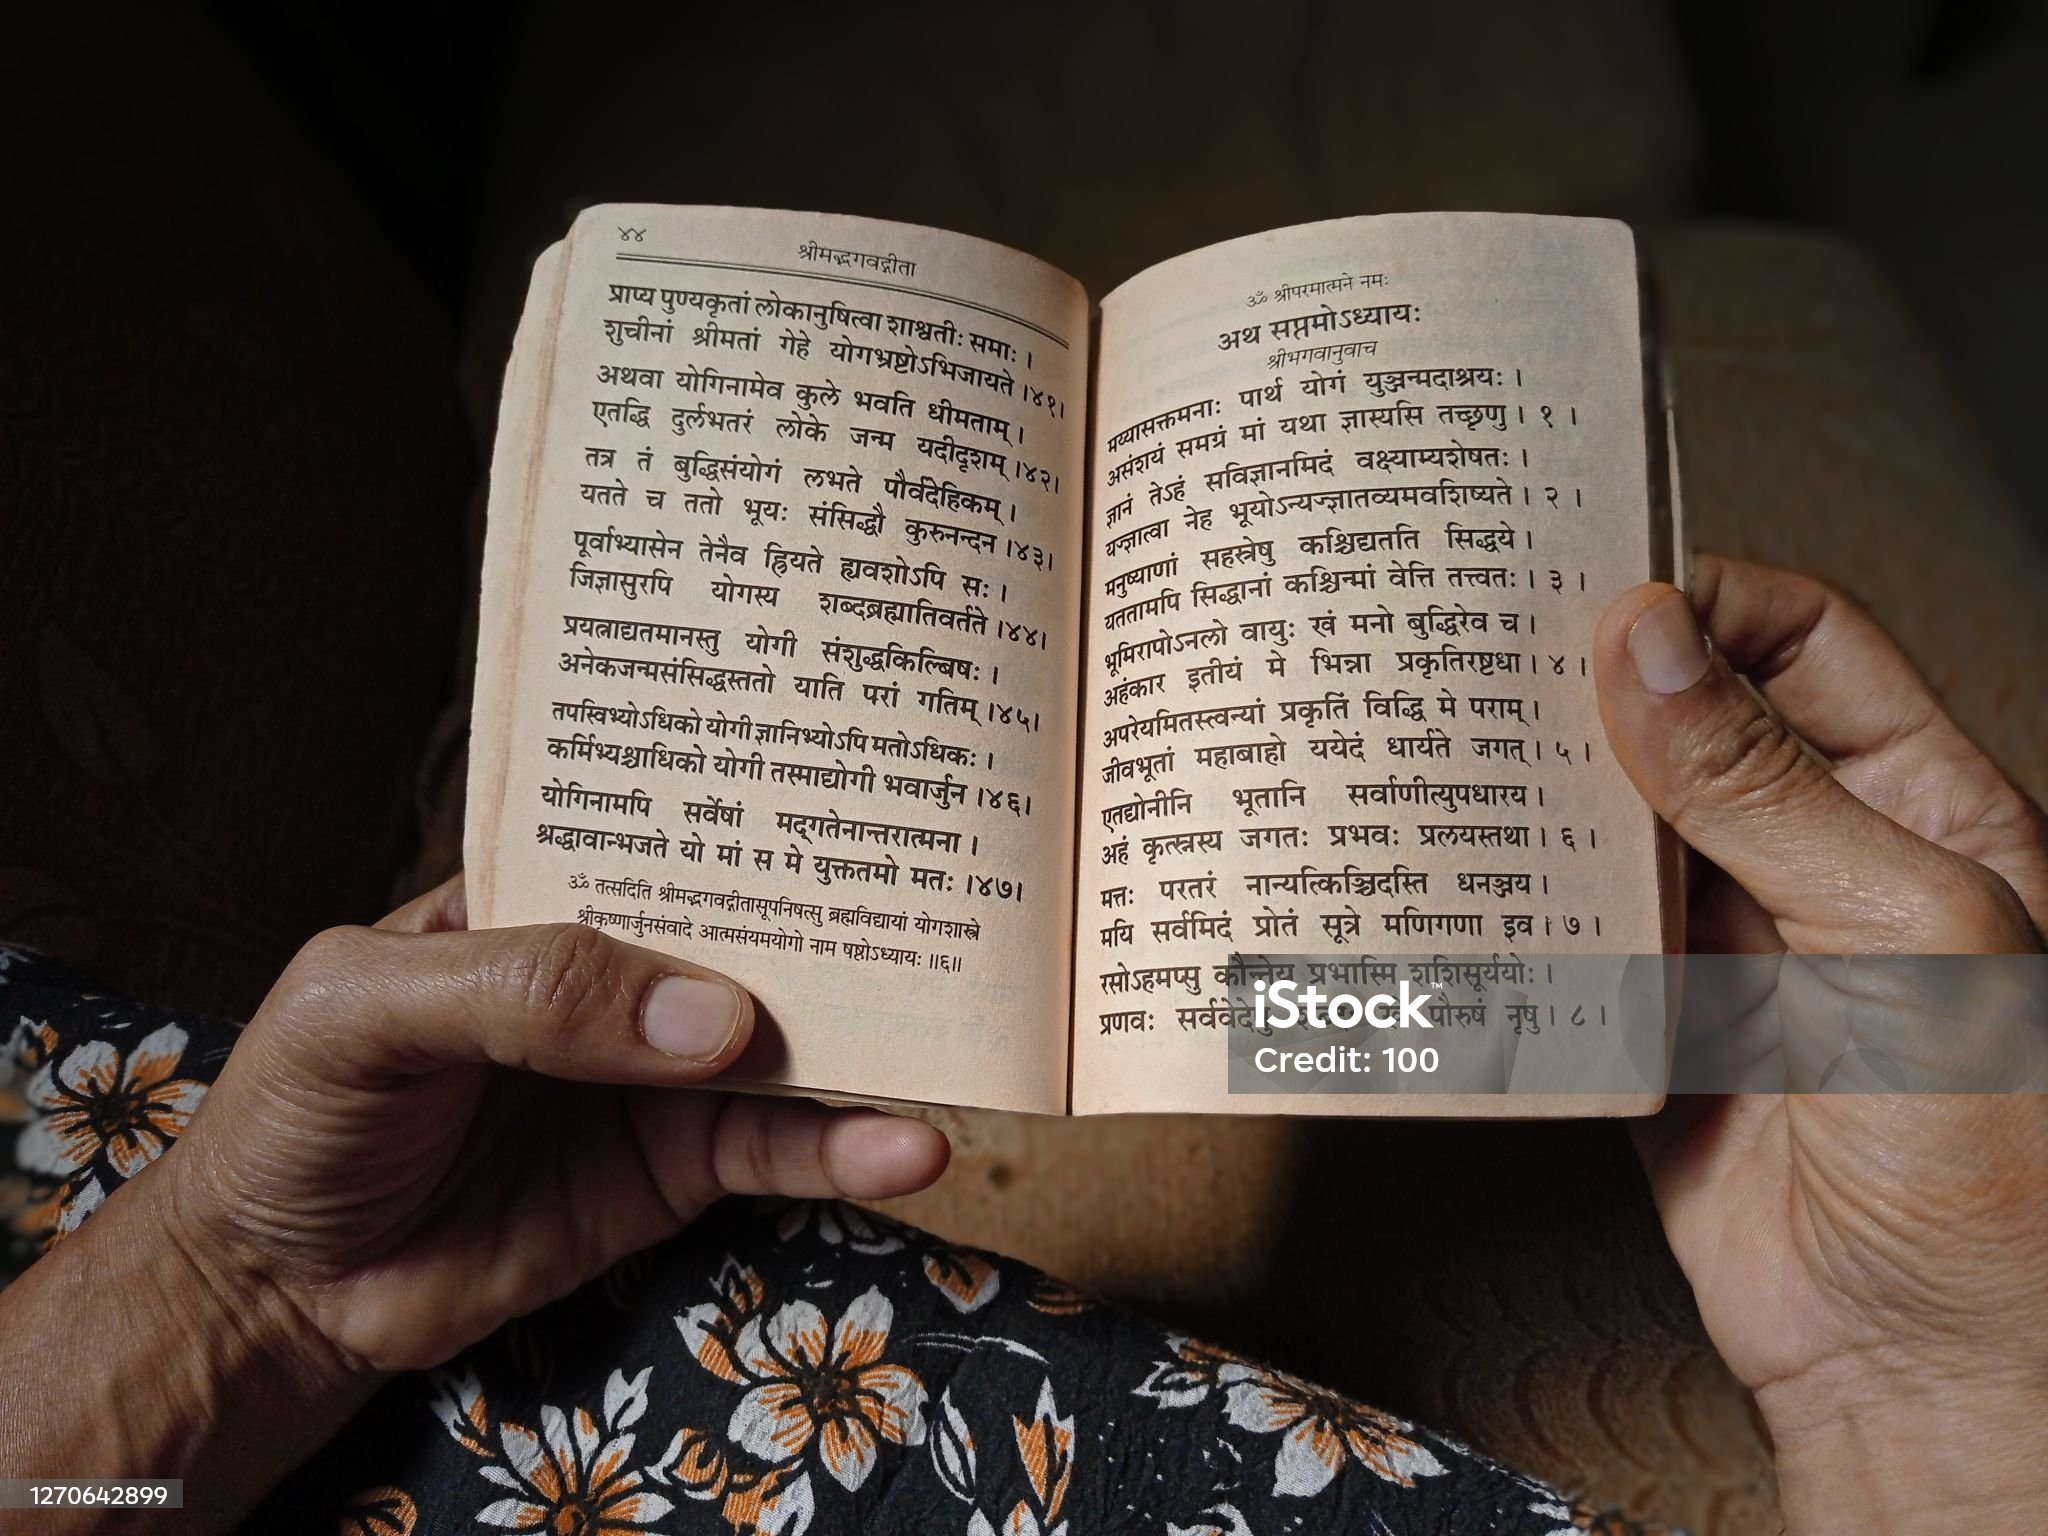 ४४
श्रीमद्भगवद्गीता
प्राप्य पुण्यकृतां लोकानुषित्वा शाश्वतीः समाः ।
शुचीनां श्रीमतां गेहे योगभ्रष्टोऽभिजायते ।४१।
अथवा योगिनामेव कुले भवति धीमताम् ।
एतद्धि दुर्लभतरं लोके जन्म यदीदृशम् ।४२।
तत्र तं बुद्धिसंयोगं लभते पौर्वदेहिकम् ।
यतते च ततो भूयः संसिद्धौ कुरुनन्दन ।४३।
पूर्वाभ्यासेन तेनैव ह्रियते ह्यवशोऽपि सः ।
जिज्ञासुरपि योगस्य शब्दब्रह्मातिवर्तते ।४४।
प्रयत्नाद्यतमानस्तु योगी संशुद्धकिल्बिषः ।
अनेकजन्मसंसिद्धस्ततो याति परां गतिम् ।४५।
तपस्विभ्योऽधिको योगी ज्ञानिभ्योऽपि मतोऽधिकः ।
कर्मिभ्यश्चाधिको योगी तस्माद्योगी भवार्जुन ।४६।
योगिनामपि सर्वेषां मद्‌गतेनान्तरात्मना ।
श्रद्धावान्भजते यो मां स मे युक्ततमो मतः ।४७।
ॐ तत्सदिति श्रीमद्भगवद्गीतासूपनिषत्सु ब्रह्मविद्यायां योगशास्त्रे
श्रीकृष्णार्जुनसंवादे आत्मसंयमयोगो नाम षष्ठोऽध्यायः ॥६॥
ॐ श्रीपरमात्मने नमः
अथ सप्तमोऽध्यायः
श्रीभगवानुवाच
मय्यासक्तमनाः पार्थ योगं युञ्जन्मदाश्रयः ।
असंशयं समग्रं मां यथा ज्ञास्यसि तच्छृणु । १ ।
ज्ञानं तेऽहं सविज्ञानमिदं वक्ष्याम्यशेषतः ।
यज्ज्ञात्वा नेह भूयोऽन्यज्ज्ञातव्यमवशिष्यते । २ ।
मनुष्याणां सहस्रेषु कश्चिद्यतति सिद्धये ।
यततामपि सिद्धानां कश्चिन्मां वेत्ति तत्त्वतः । ३ ।
भूमिरापोऽनलो वायुः खं मनो बुद्धिरेव च ।
अहंकार इतीयं मे भिन्ना प्रकृतिरष्टधा । ४ ।
अपरेयमितस्त्वन्यां प्रकृतिं विद्धि मे पराम् ।
जीवभूतां महाबाहो ययेदं धार्यते जगत् । ५ ।
एतद्योनीनि भूतानि सर्वाणीत्युपधारय ।
अहं कृत्स्नस्य जगतः प्रभवः प्रलयस्तथा । ६ ।
मत्तः परतरं नान्यत्किञ्चिदस्ति धनञ्जय ।
मयि सर्वमिदं प्रोतं सूत्रे मणिगणा इव । ७ ।
रसोऽहमप्सु कौन्तेय प्रभास्मि शशिसूर्ययोः ।
प्रणवः पौरुषं नृषु । ८ ।
iStock™
Credit: 100
1270642899